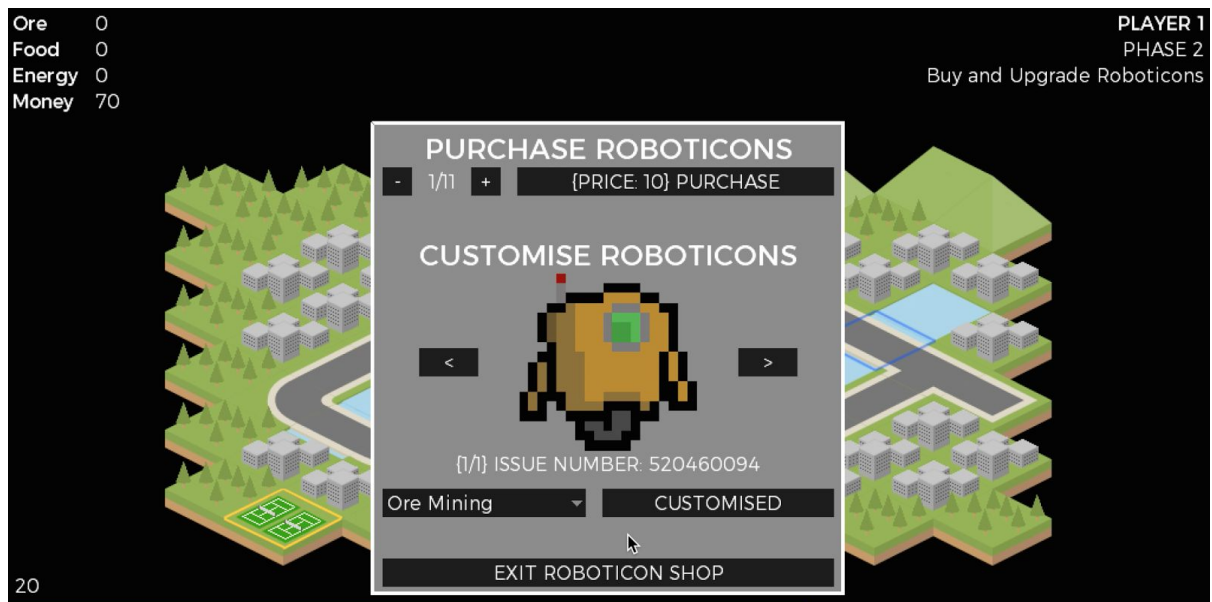 Ore 0
Food 0
Energy 0
Money 70
PLAYER 1
PHASE 2
Buy and Upgrade Roboticons
PURCHASE ROBOTICONS
- 1/11 + {PRICE: 10} PURCHASE
CUSTOMISE ROBOTICONS
< >
{1/1} ISSUE NUMBER: 520460094
Ore Mining CUSTOMISED
EXIT ROBOTICON SHOP
20